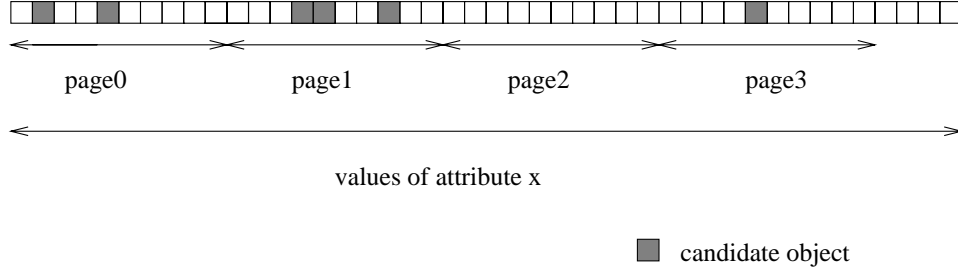 page0 page1 page2 page3
values of attribute x
candidate object